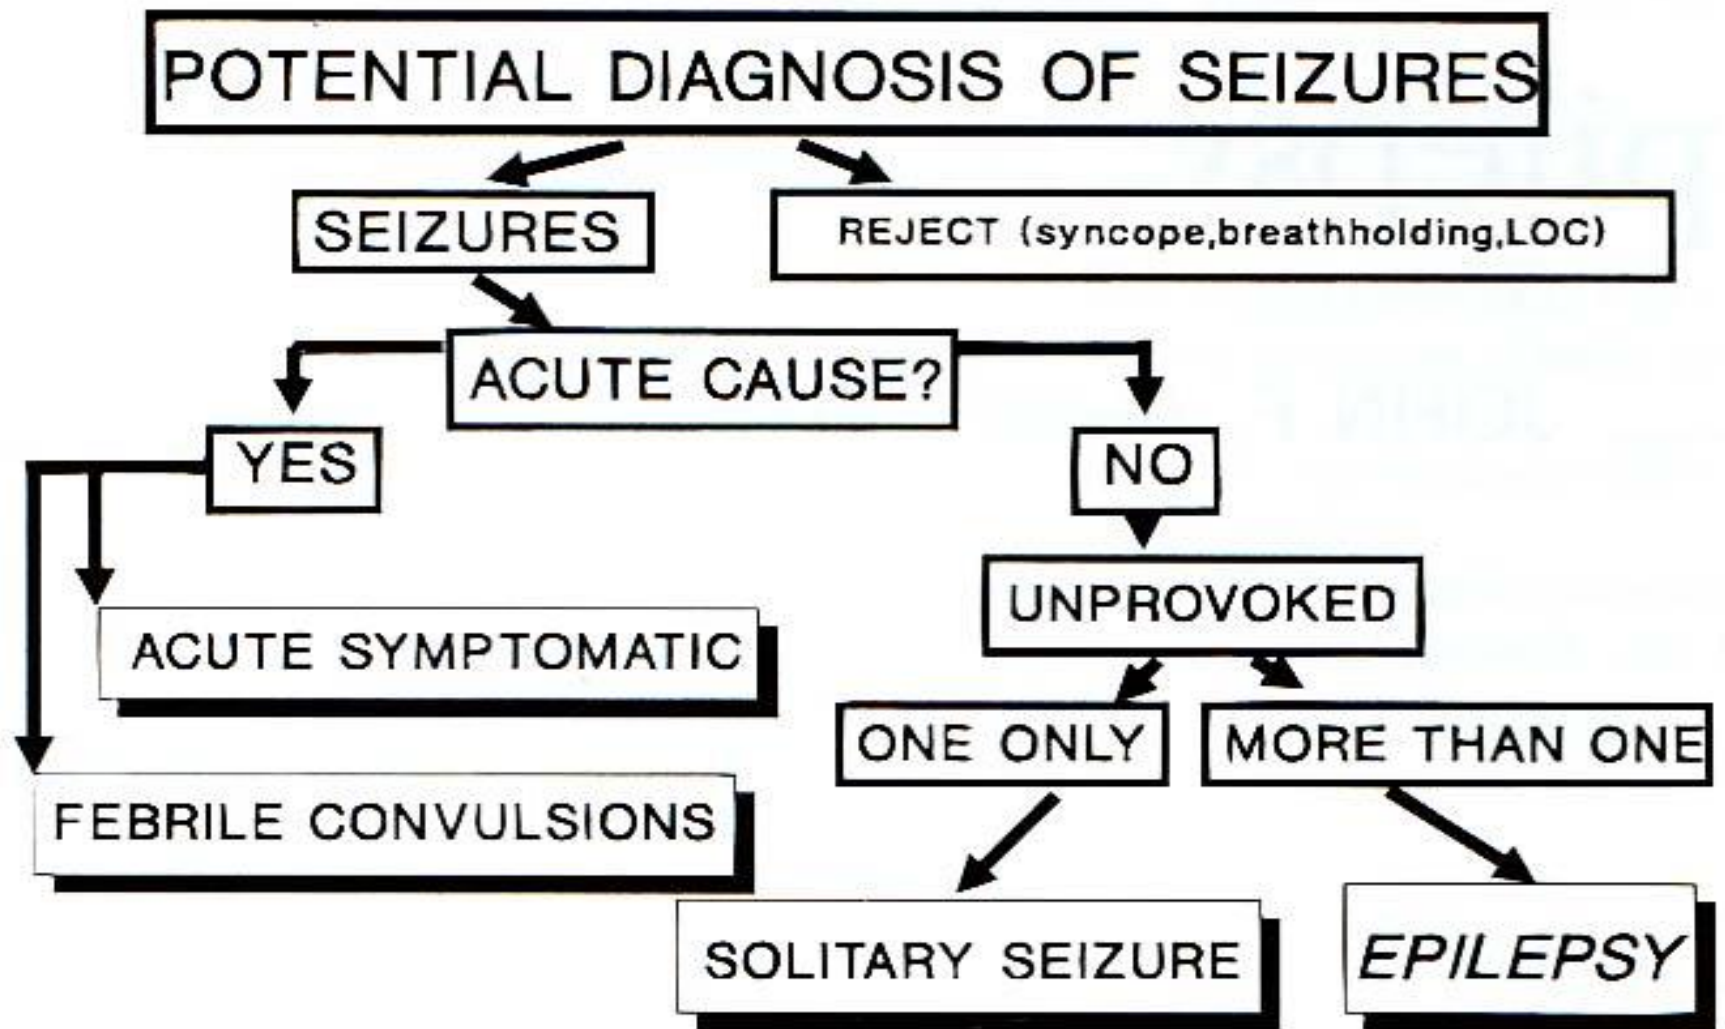 POTENTIAL DIAGNOSIS OF SEIZURES
SEIZURES
REJECT (syncope,breathholding,LOC)
ACUTE CAUSE?
YES
NO
UNPROVOKED
ACUTE SYMPTOMATIC
ONE ONLY
MORE THAN ONE
FEBRILE CONVULSIONS
SOLITARY SEIZURE
EPILEPSY